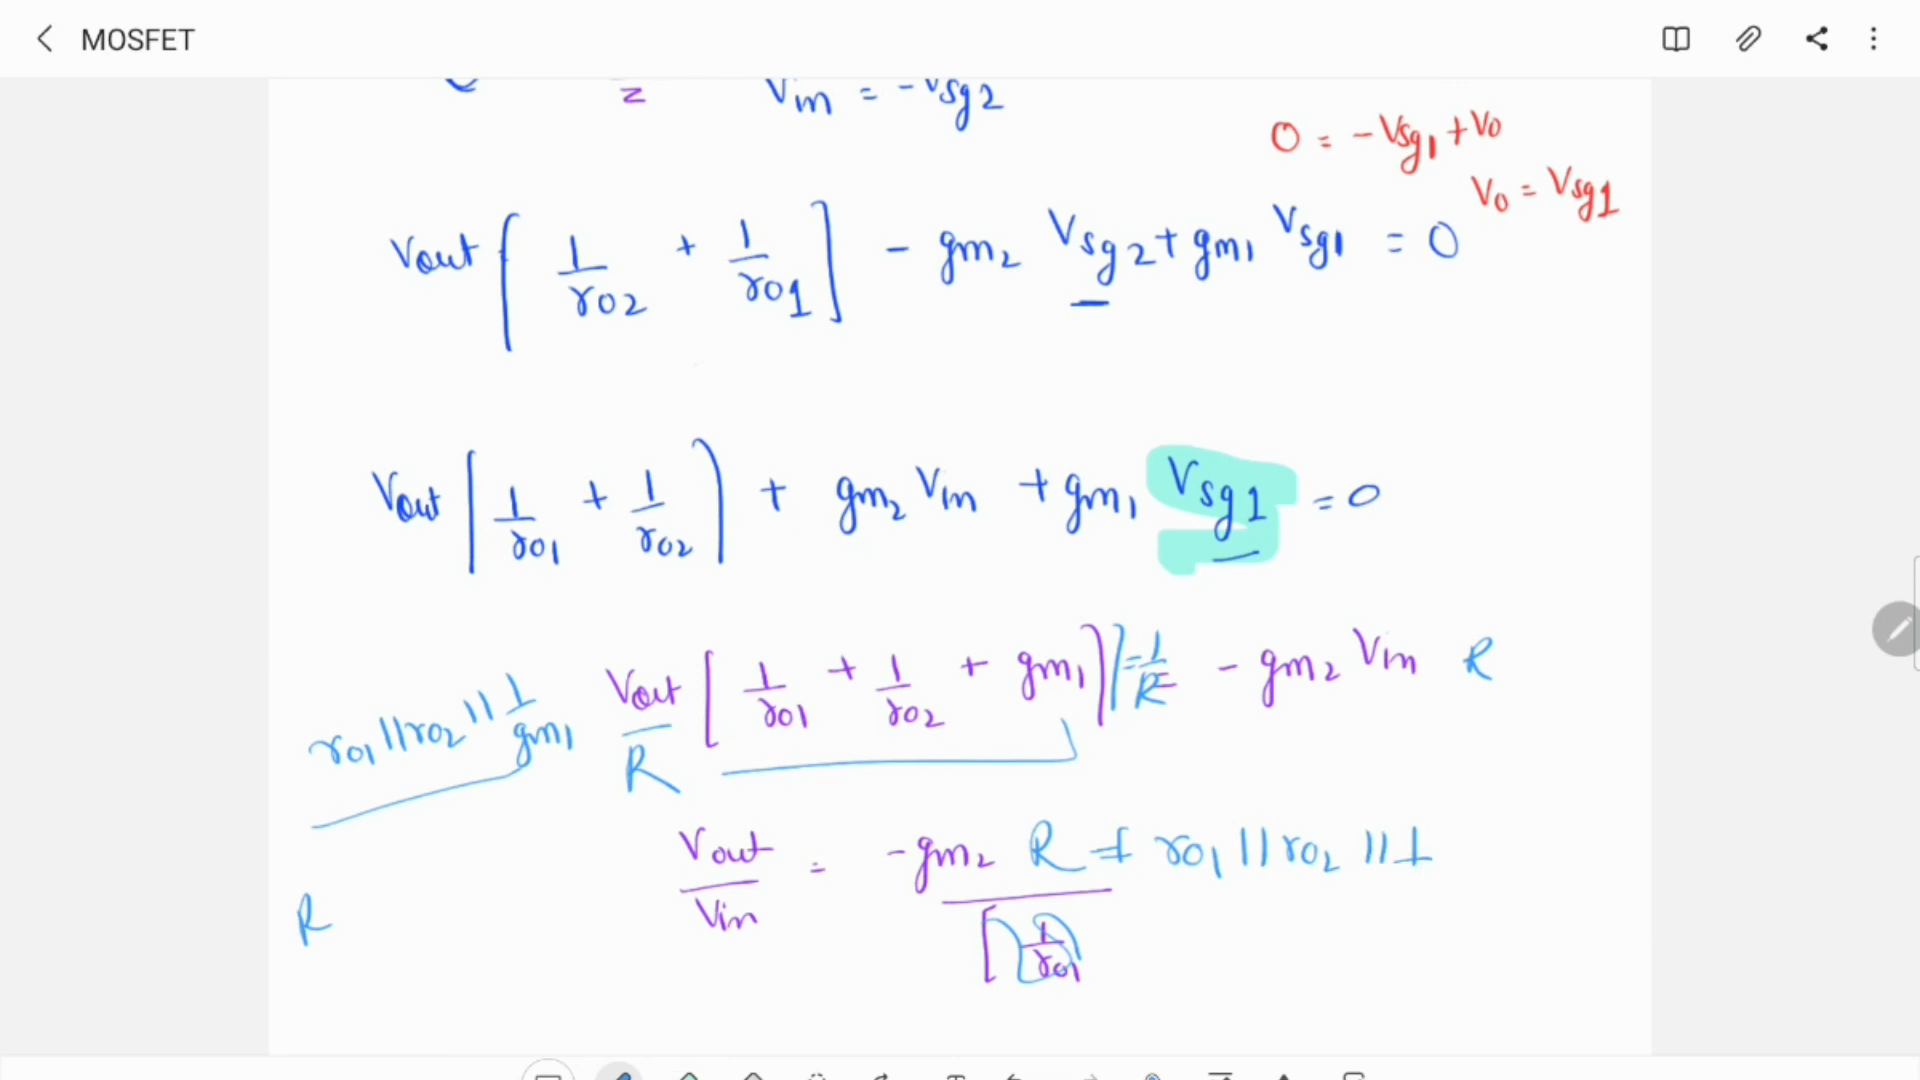 MOSFET
z Vin = -Vsg2
0 = -Vsg1 + Vo
Vo = Vsg1
Vout [ 1/ro2 + 1/ro1 ] - gm2 Vsg2 + gm1 Vsg1 = 0
Vout [ 1/ro1 + 1/ro2 ] + gm2 Vin + gm1 Vsg1 = 0
ro1 || ro2 || 1/gm1
Vout/R [ 1/ro1 + 1/ro2 + gm1 ] = 1/R = - gm2 Vin R
Vout/Vin = -gm2 R = ro1 || ro2 || 1
[ 1/ro1
R